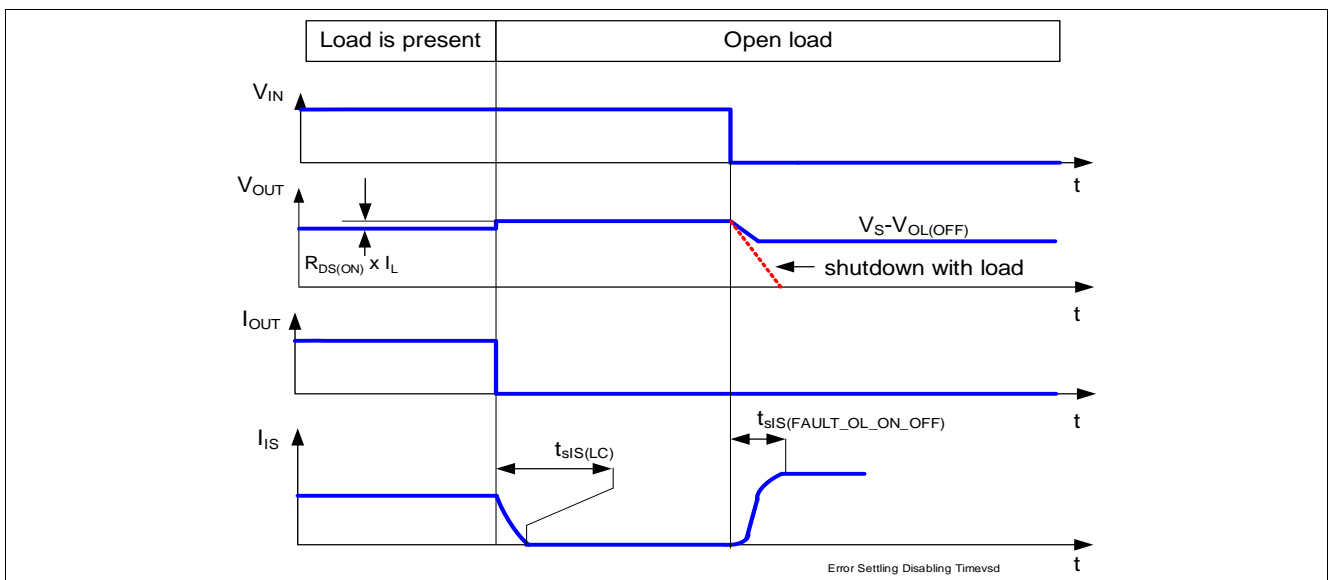 Load is present
Open load
VIN
t
VOUT
RDS(ON) x IL
VS-VOL(OFF)
shutdown with load
t
IOUT
t
IIS
tsIS(LC)
tsIS(FAULT_OL_ON_OFF)
t
Error Settling Disabling Timevsd